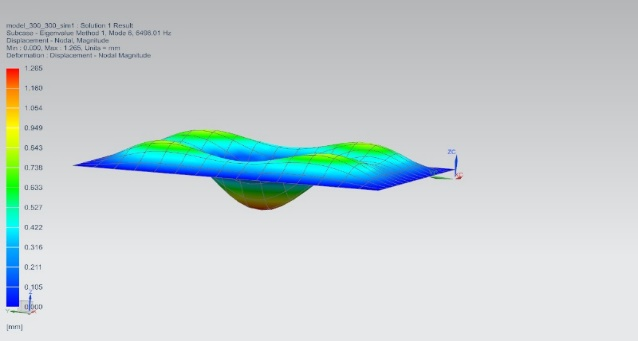 model_300_300_sim1 : Solution 1 Result
Subcase - Eigenvalue Method 1, Mode 6, 8498.01 Hz
Displacement - Nodal, Magnitude
Min : 0.000, Max : 1.265, Units = mm
Deformation : Displacement - Nodal Magnitude
1.265
1.160
1.054
0.949
0.843
0.738
0.633
0.527
0.422
0.316
0.211
0.105
0.000
[mm]
ZC